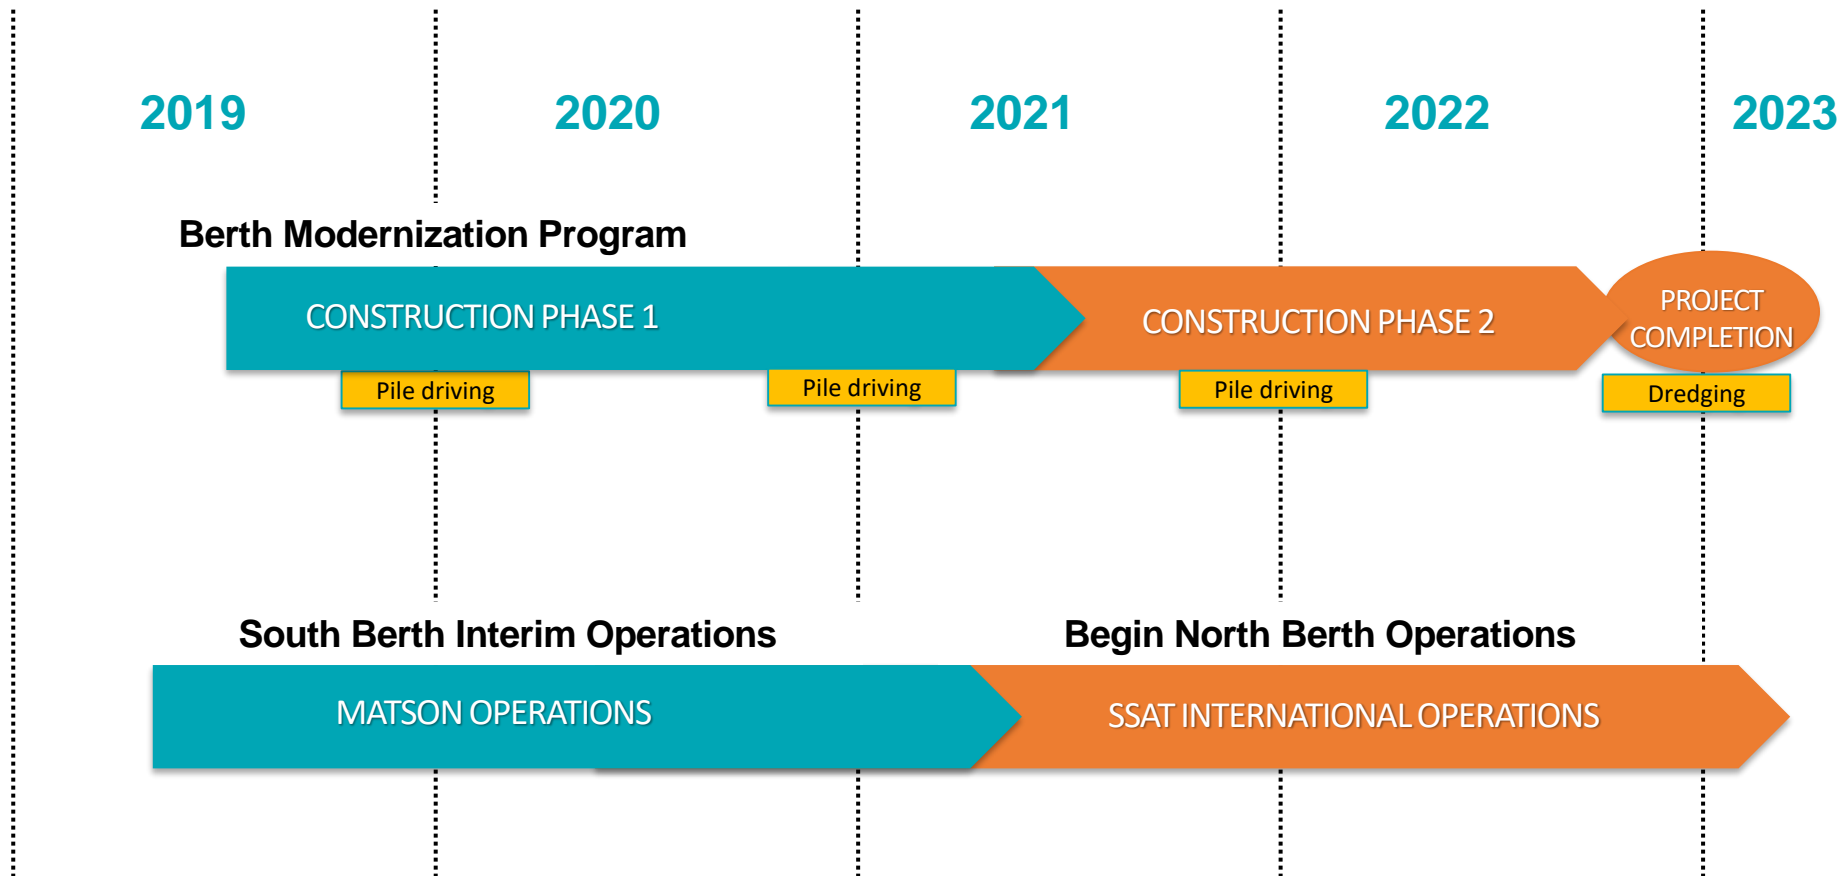 2019 2020 2021 2022 2023
Berth Modernization Program
CONSTRUCTION PHASE 1
CONSTRUCTION PHASE 2
PROJECT
COMPLETION
Pile driving
Pile driving
Pile driving
Dredging
South Berth Interim Operations
Begin North Berth Operations
MATSON OPERATIONS
SSAT INTERNATIONAL OPERATIONS